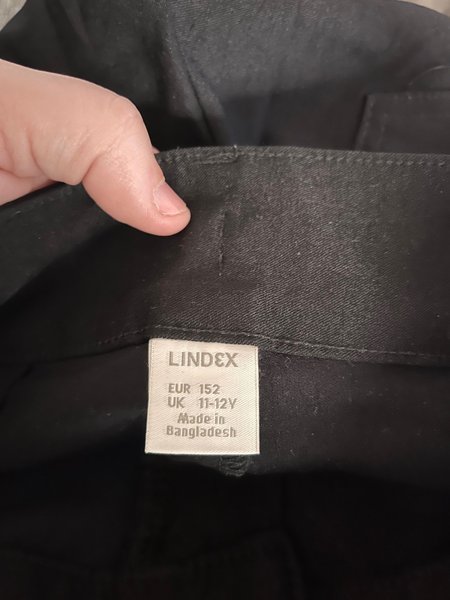 LINDEX
EUR 152
UK 11-12Y
Made in
Bangladesh